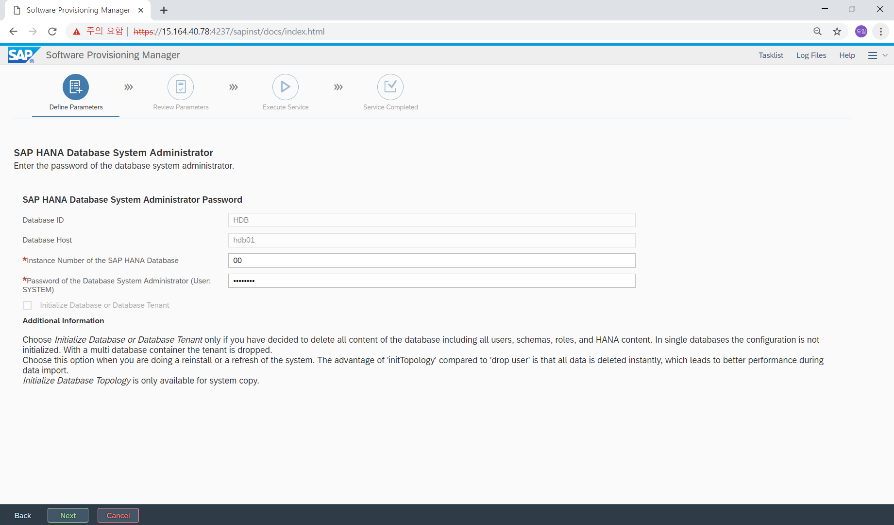 Software Provisioning Manager
주의 요함 | https://15.164.40.78:4237/sapinst/docs/index.html
SAP Software Provisioning Manager
Tasklist Log Files Help
Define Parameters
Review Parameters
Execute Service
Service Completed
SAP HANA Database System Administrator
Enter the password of the database system administrator.
SAP HANA Database System Administrator Password
Database ID HDB
Database Host hdb01
*Instance Number of the SAP HANA Database 00
*Password of the Database System Administrator (User: ••••••••
SYSTEM)
Initialize Database or Database Tenant
Additional Information
Choose Initialize Database or Database Tenant only if you have decided to delete all content of the database including all users, schemas, roles, and HANA content. In single databases the configuration is not
initialized. With a multi database container the tenant is dropped.
Choose this option when you are doing a reinstall or a refresh of the system. The advantage of 'initTopology' compared to 'drop user' is that all data is deleted instantly, which leads to better performance during
data import.
Initialize Database Topology is only available for system copy.
Back Next Cancel